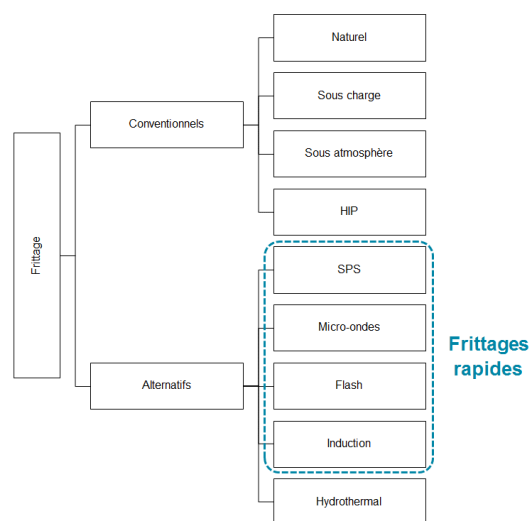 Frittage
Conventionnels
Naturel
Sous charge
Sous atmosphère
HIP
Alternatifs
SPS
Micro-ondes
Flash
Induction
Hydrothermal
Frittages
rapides